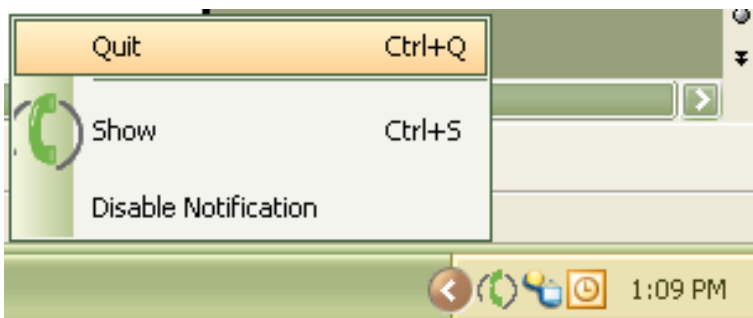 Quit Ctrl+Q
Show Ctrl+S
Disable Notification
1:09 PM